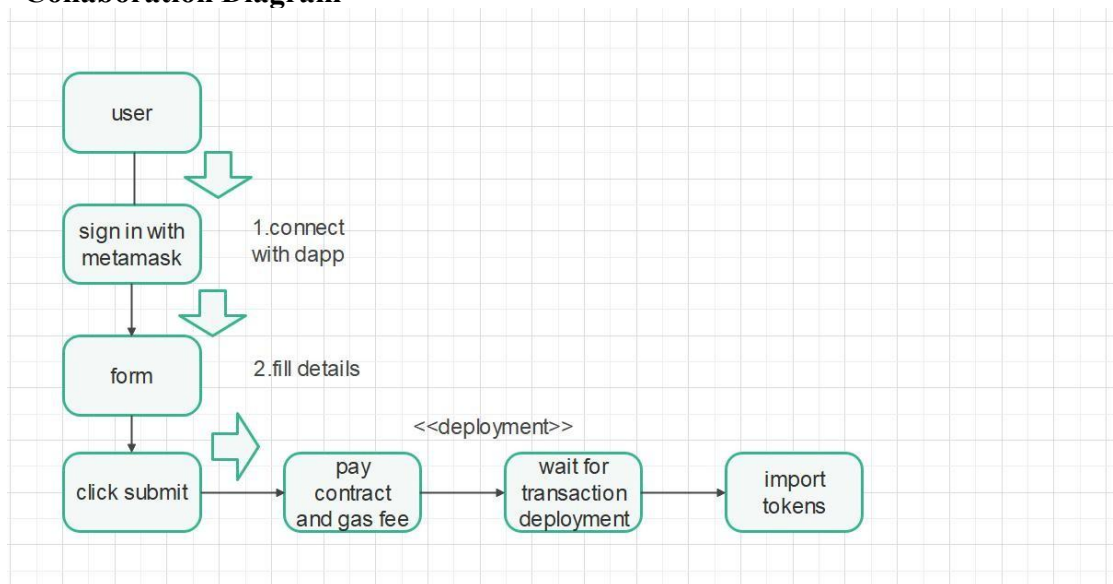 Collaboration Diagram
user
sign in with
metamask
1.connect
with dapp
form
2.fill details
<<deployment>>
click submit
pay
contract
and gas fee
wait for
transaction
deployment
import
tokens